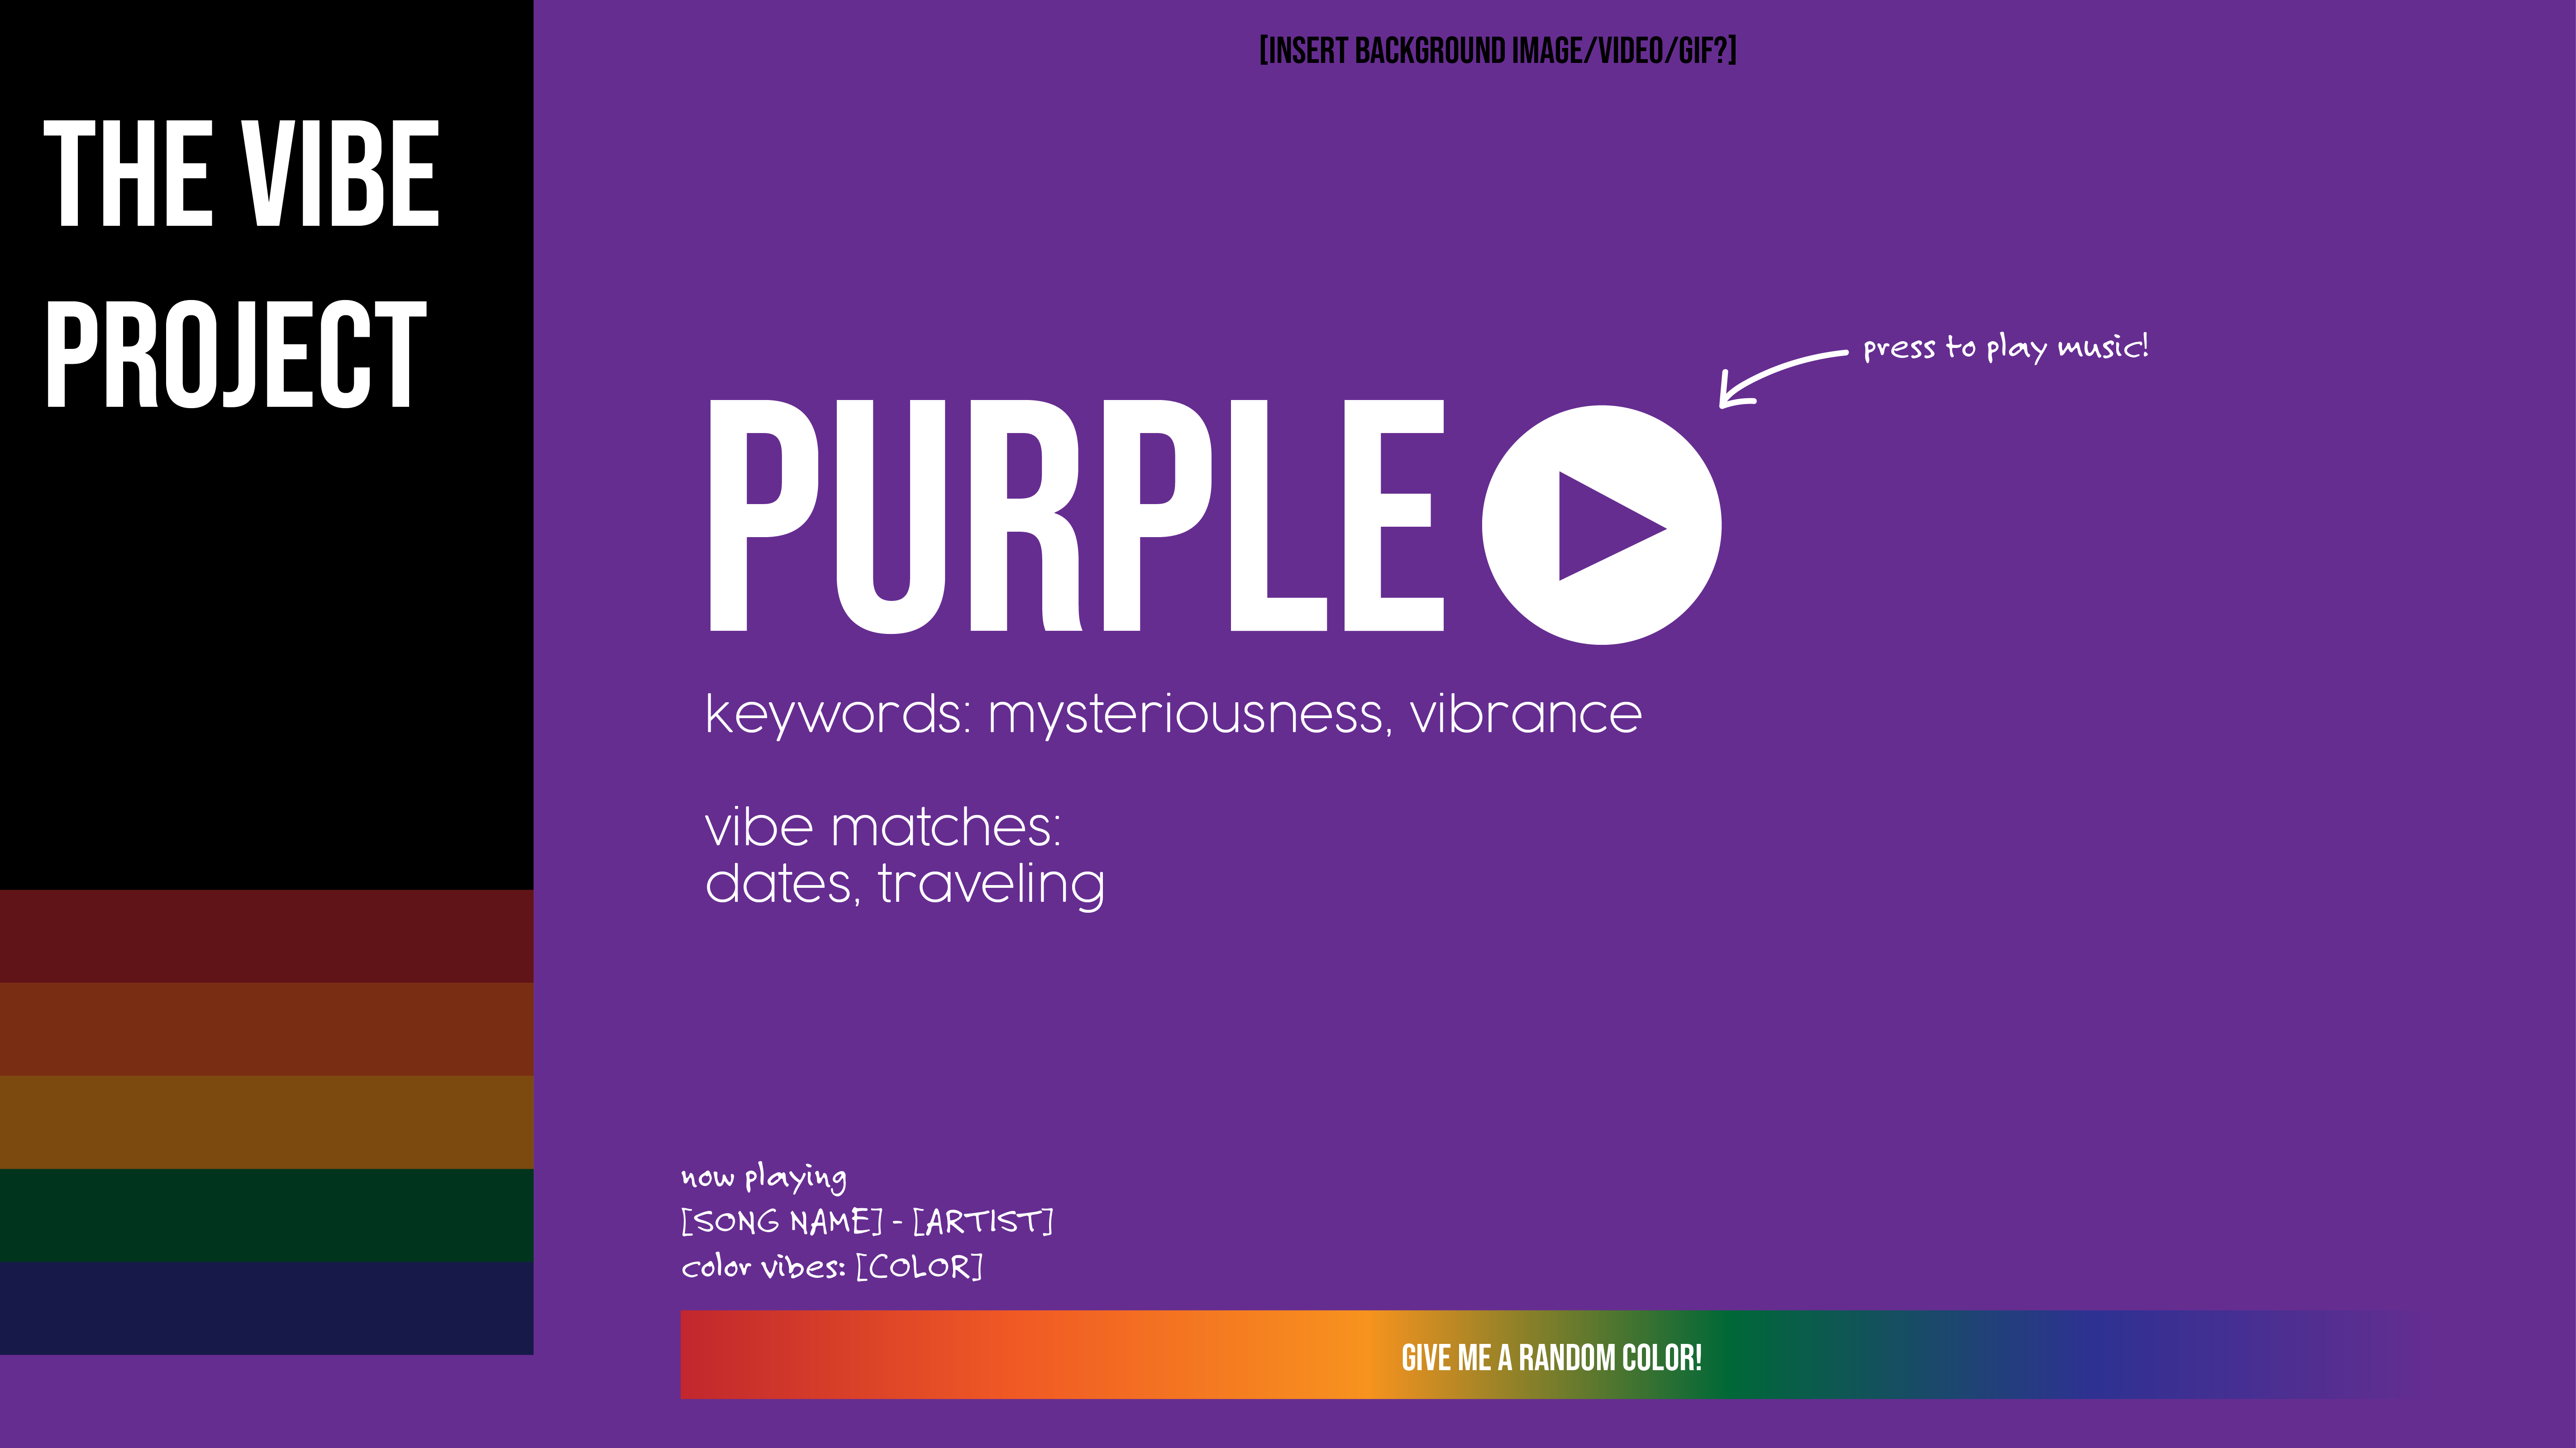 THE VIBE
PROJECT
[INSERT BACKGROUND IMAGE/VIDEO/GIF?]
press to play music!
PURPLE
keywords: mysteriousness, vibrance
vibe matches:
dates, traveling
now playing
[SONG NAME] - [ARTIST]
color vibes: [COLOR]
GIVE ME A RANDOM COLOR!